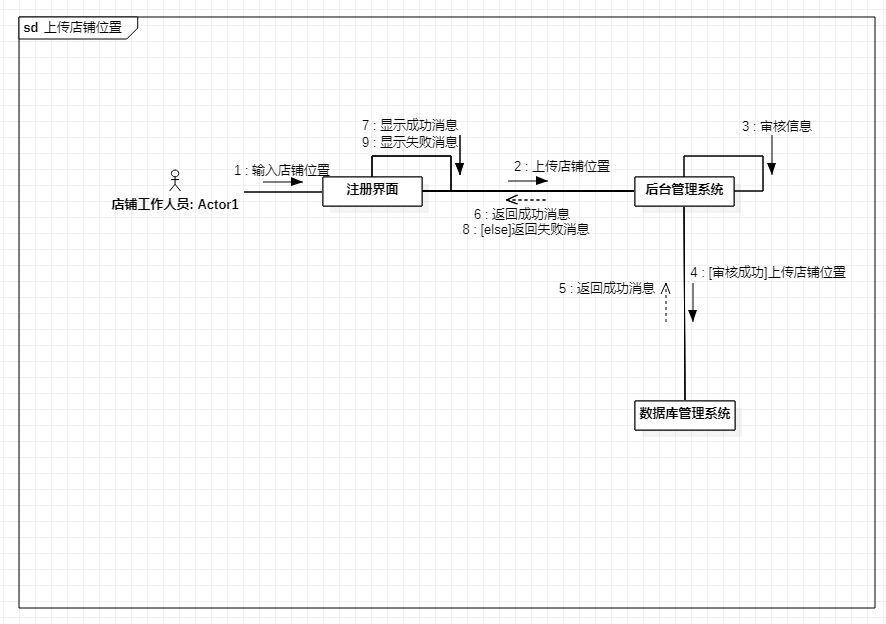 sd 上传店铺位置
7 : 显示成功消息
9 : 显示失败消息
3 : 审核信息
1 : 输入店铺位置
2 : 上传店铺位置
店铺工作人员: Actor1
注册界面
后台管理系统
6 : 返回成功消息
8 : [else]返回失败消息
4 : [审核成功]上传店铺位置
5 : 返回成功消息
数据库管理系统